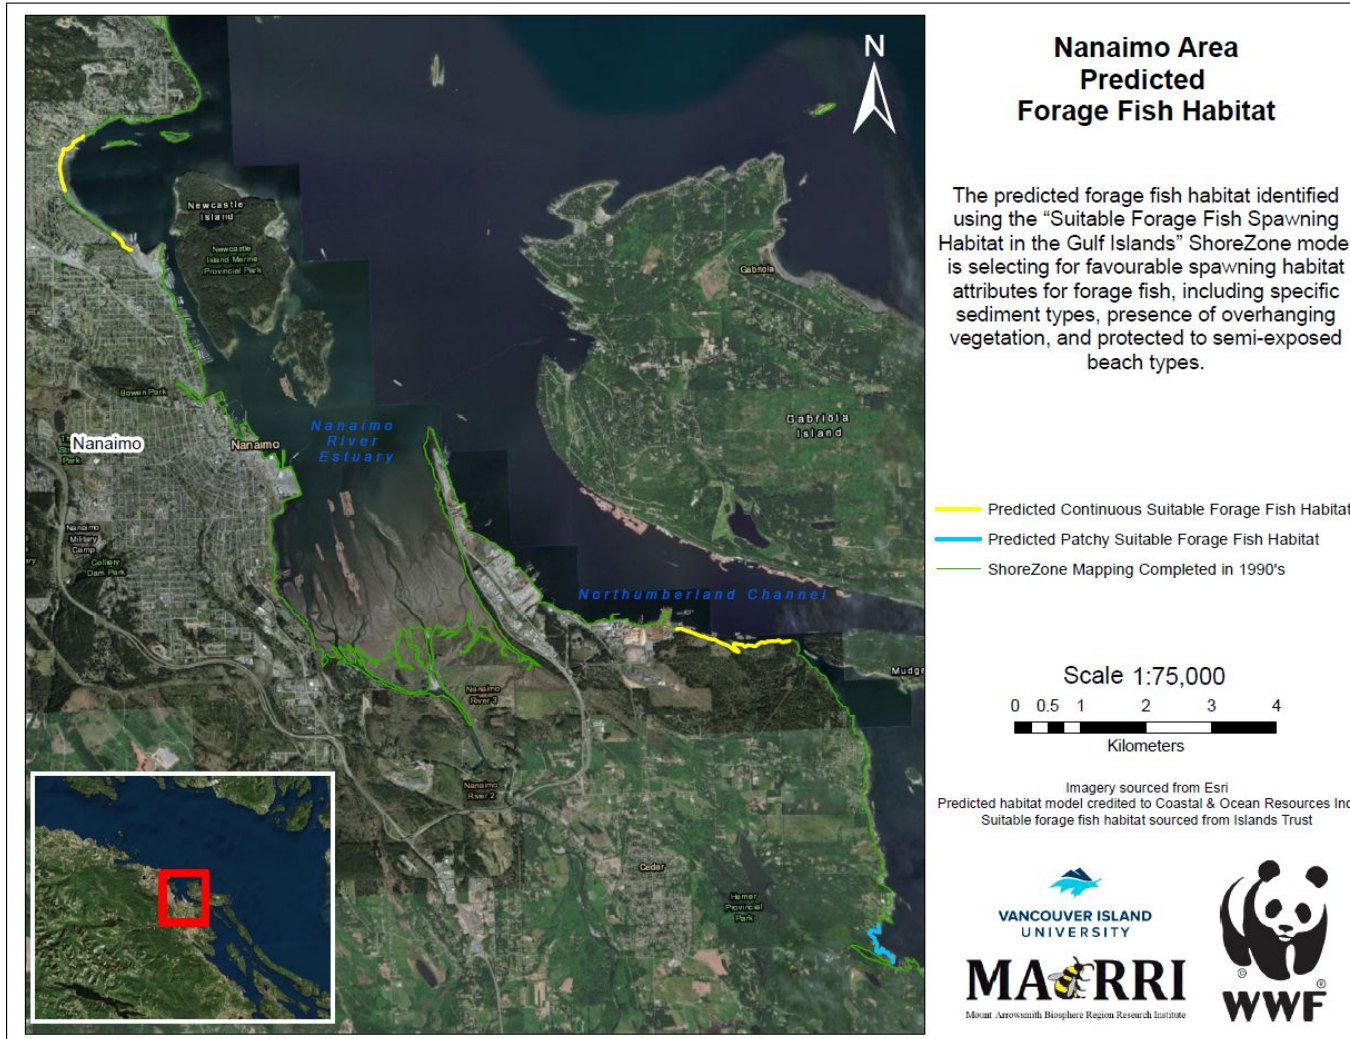 Nanaimo Area
Predicted
Forage Fish Habitat
The predicted forage fish habitat identified
using the “Suitable Forage Fish Spawning
Habitat in the Gulf Islands” ShoreZone mode
is selecting for favourable spawning habitat
attributes for forage fish, including specific
sediment types, presence of overhanging
vegetation, and protected to semi-exposed
beach types.
Predicted Continuous Suitable Forage Fish Habitat
Predicted Patchy Suitable Forage Fish Habitat
ShoreZone Mapping Completed in 1990's
Scale 1:75,000
0 0.5 1 2 3 4
Kilometers
Imagery sourced from Esri
Predicted habitat model credited to Coastal & Ocean Resources Inc
Suitable forage fish habitat sourced from Islands Trust
VANCOUVER ISLAND
UNIVERSITY
MABRRI
Mount Arrowsmith Biosphere Region Research Institute
©
®
WWF
N
Newcastle
Island
Newcastle
Island Marine
Provincial Park
Gabriola
Gabriola
Island
Bowen Park
Nanaimo
River
Estuary
Nanaimo
Nanaimo
Park
Nanaimo
Military
Camp
Colliery
Dam Park
Northumberland Channel
Mudge
Nanaimo
River 3
Nanaimo
River 2
Cedar
Hemer
Provincial
Park